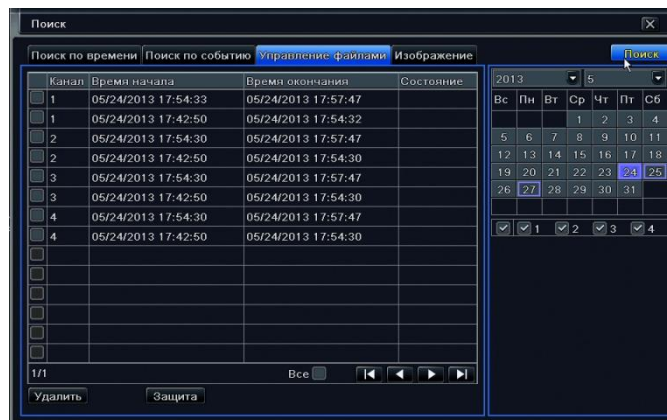 Поиск
Поиск по времени Поиск по событию Управление файлами Изображение Поиск
Канал Время начала Время окончания Состояние
1 05/24/2013 17:54:33 05/24/2013 17:57:47
1 05/24/2013 17:42:50 05/24/2013 17:54:32
2 05/24/2013 17:54:30 05/24/2013 17:57:47
2 05/24/2013 17:42:50 05/24/2013 17:54:30
3 05/24/2013 17:54:30 05/24/2013 17:57:47
3 05/24/2013 17:42:50 05/24/2013 17:54:30
4 05/24/2013 17:54:30 05/24/2013 17:57:47
4 05/24/2013 17:42:50 05/24/2013 17:54:30
1/1 Все
Удалить Защита
2013 5
Вс Пн Вт Ср Чт Пт Сб
1 2 3 4
5 6 7 8 9 10 11
12 13 14 15 16 17 18
19 20 21 22 23 24 25
26 27 28 29 30 31
1 2 3 4